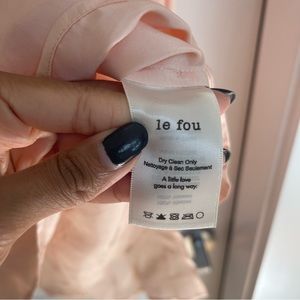 le fou
Dry Clean Only
Nettoyage à Sec Seulement
A little love
goes a long way.